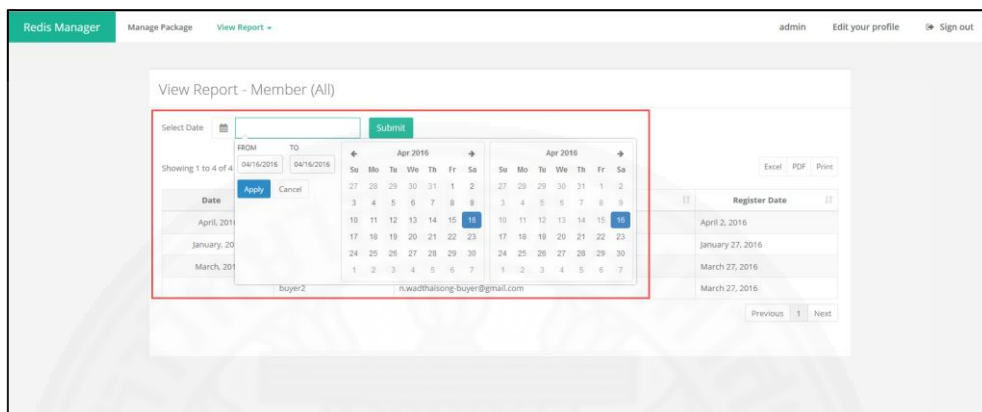 Redis Manager Manage Package View Report admin Edit your profile Sign out
View Report - Member (All)
Select Date Submit
FROM TO
04/16/2016 04/16/2016
Apply Cancel
Apr 2016
Su Mo Tu We Th Fr Sa
27 28 29 30 31 1 2
3 4 5 6 7 8 9
10 11 12 13 14 15 16
17 18 19 20 21 22 23
24 25 26 27 28 29 30
1 2 3 4 5 6 7
Apr 2016
Su Mo Tu We Th Fr Sa
27 28 29 30 31 1 2
3 4 5 6 7 8 9
10 11 12 13 14 15 16
17 18 19 20 21 22 23
24 25 26 27 28 29 30
1 2 3 4 5 6 7
Showing 1 to 4 of 4 Excel PDF Print
Date Register Date
April, 201 April 2, 2016
January, 20 January 27, 2016
March, 201 March 27, 2016
buyer2 n.wadthaisong-buyer@gmail.com March 27, 2016
Previous 1 Next